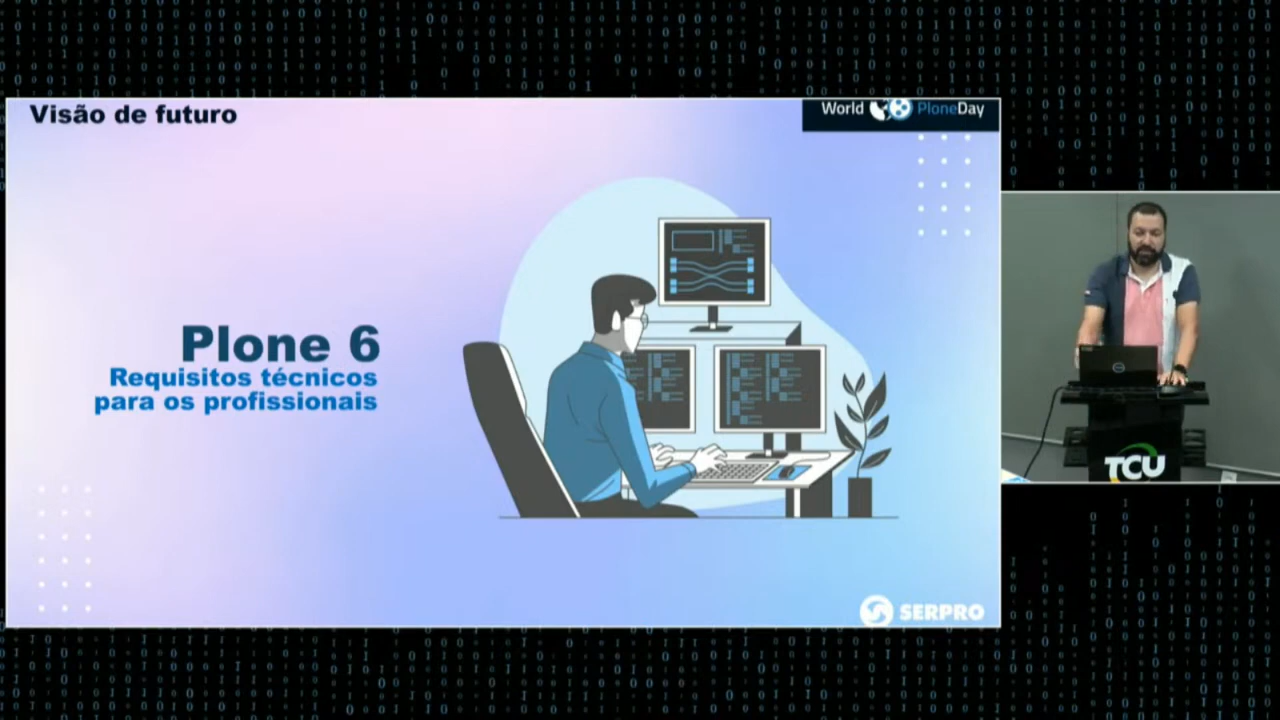 Visão de futuro
World PloneDay
Plone 6
Requisitos técnicos
para os profissionais
SERPRO
TCU